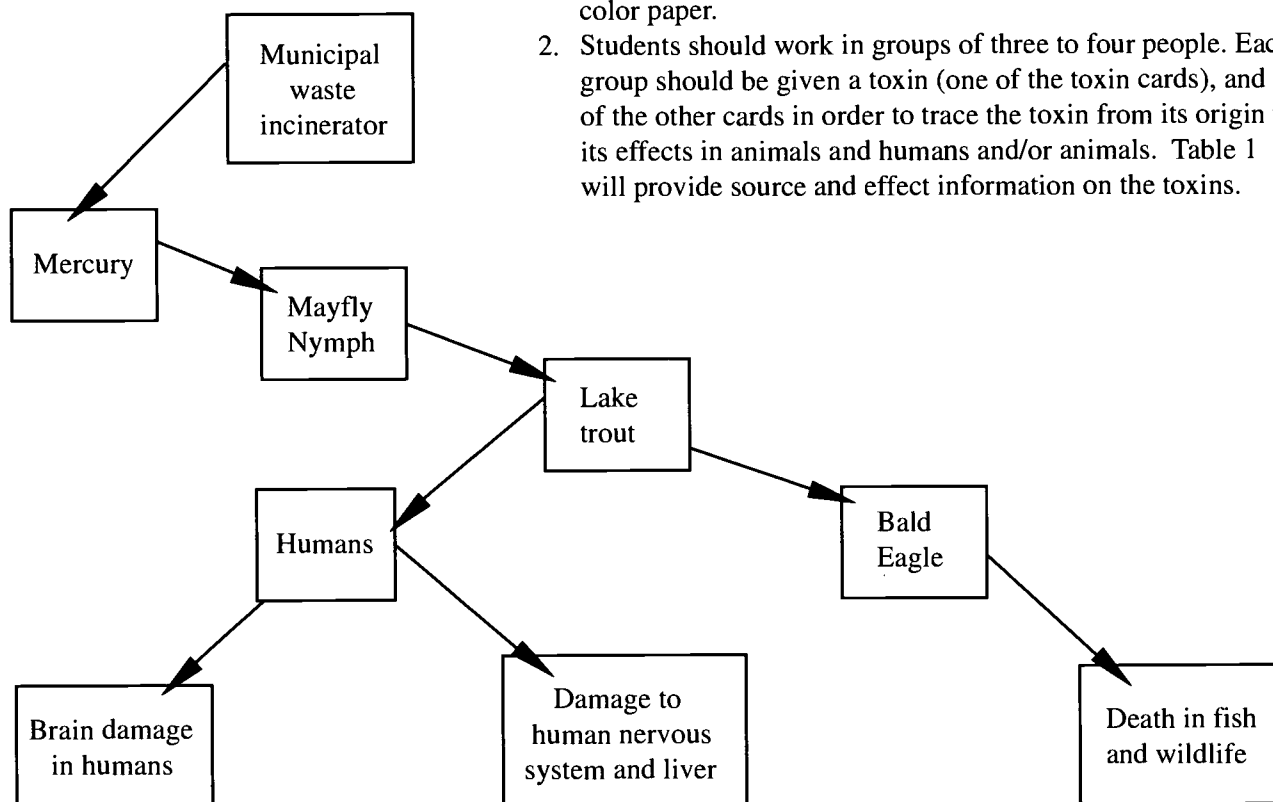 color paper.
2. Students should work in groups of three to four people.
group should be given a toxin (one of the toxin cards), and
of the other cards in order to trace the toxin from its origin
its effects in animals and humans and/or animals. Table 1
will provide source and effect information on the toxins.
Municipal
waste
incinerator
Mercury
Mayfly
Nymph
Lake
trout
Humans
Bald
Eagle
Brain damage
in humans
Damage to
human nervous
system and liver
Death in fish
and wildlife